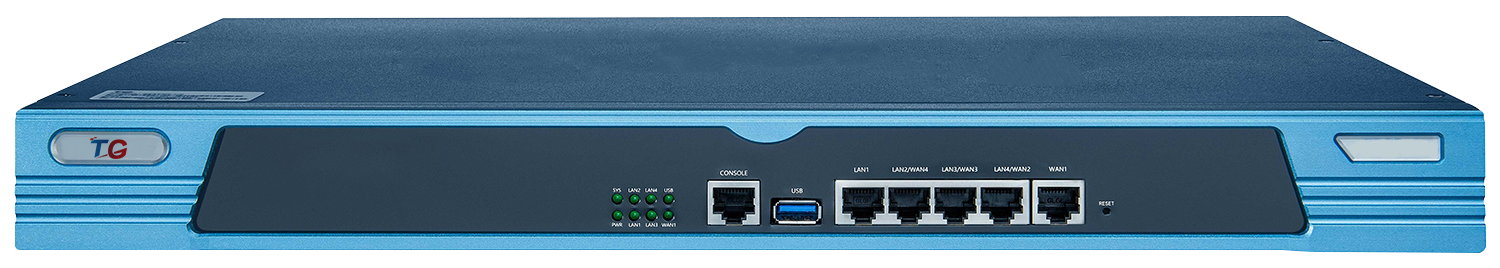 TG
CONSOLE
USB
LAN1 LAN2/WAN4 LAN3/WAN3 LAN4/WAN2 WAN1
SYS LAN2 LAN4 USB
PWR LAN1 LAN3 WAN1
RESET